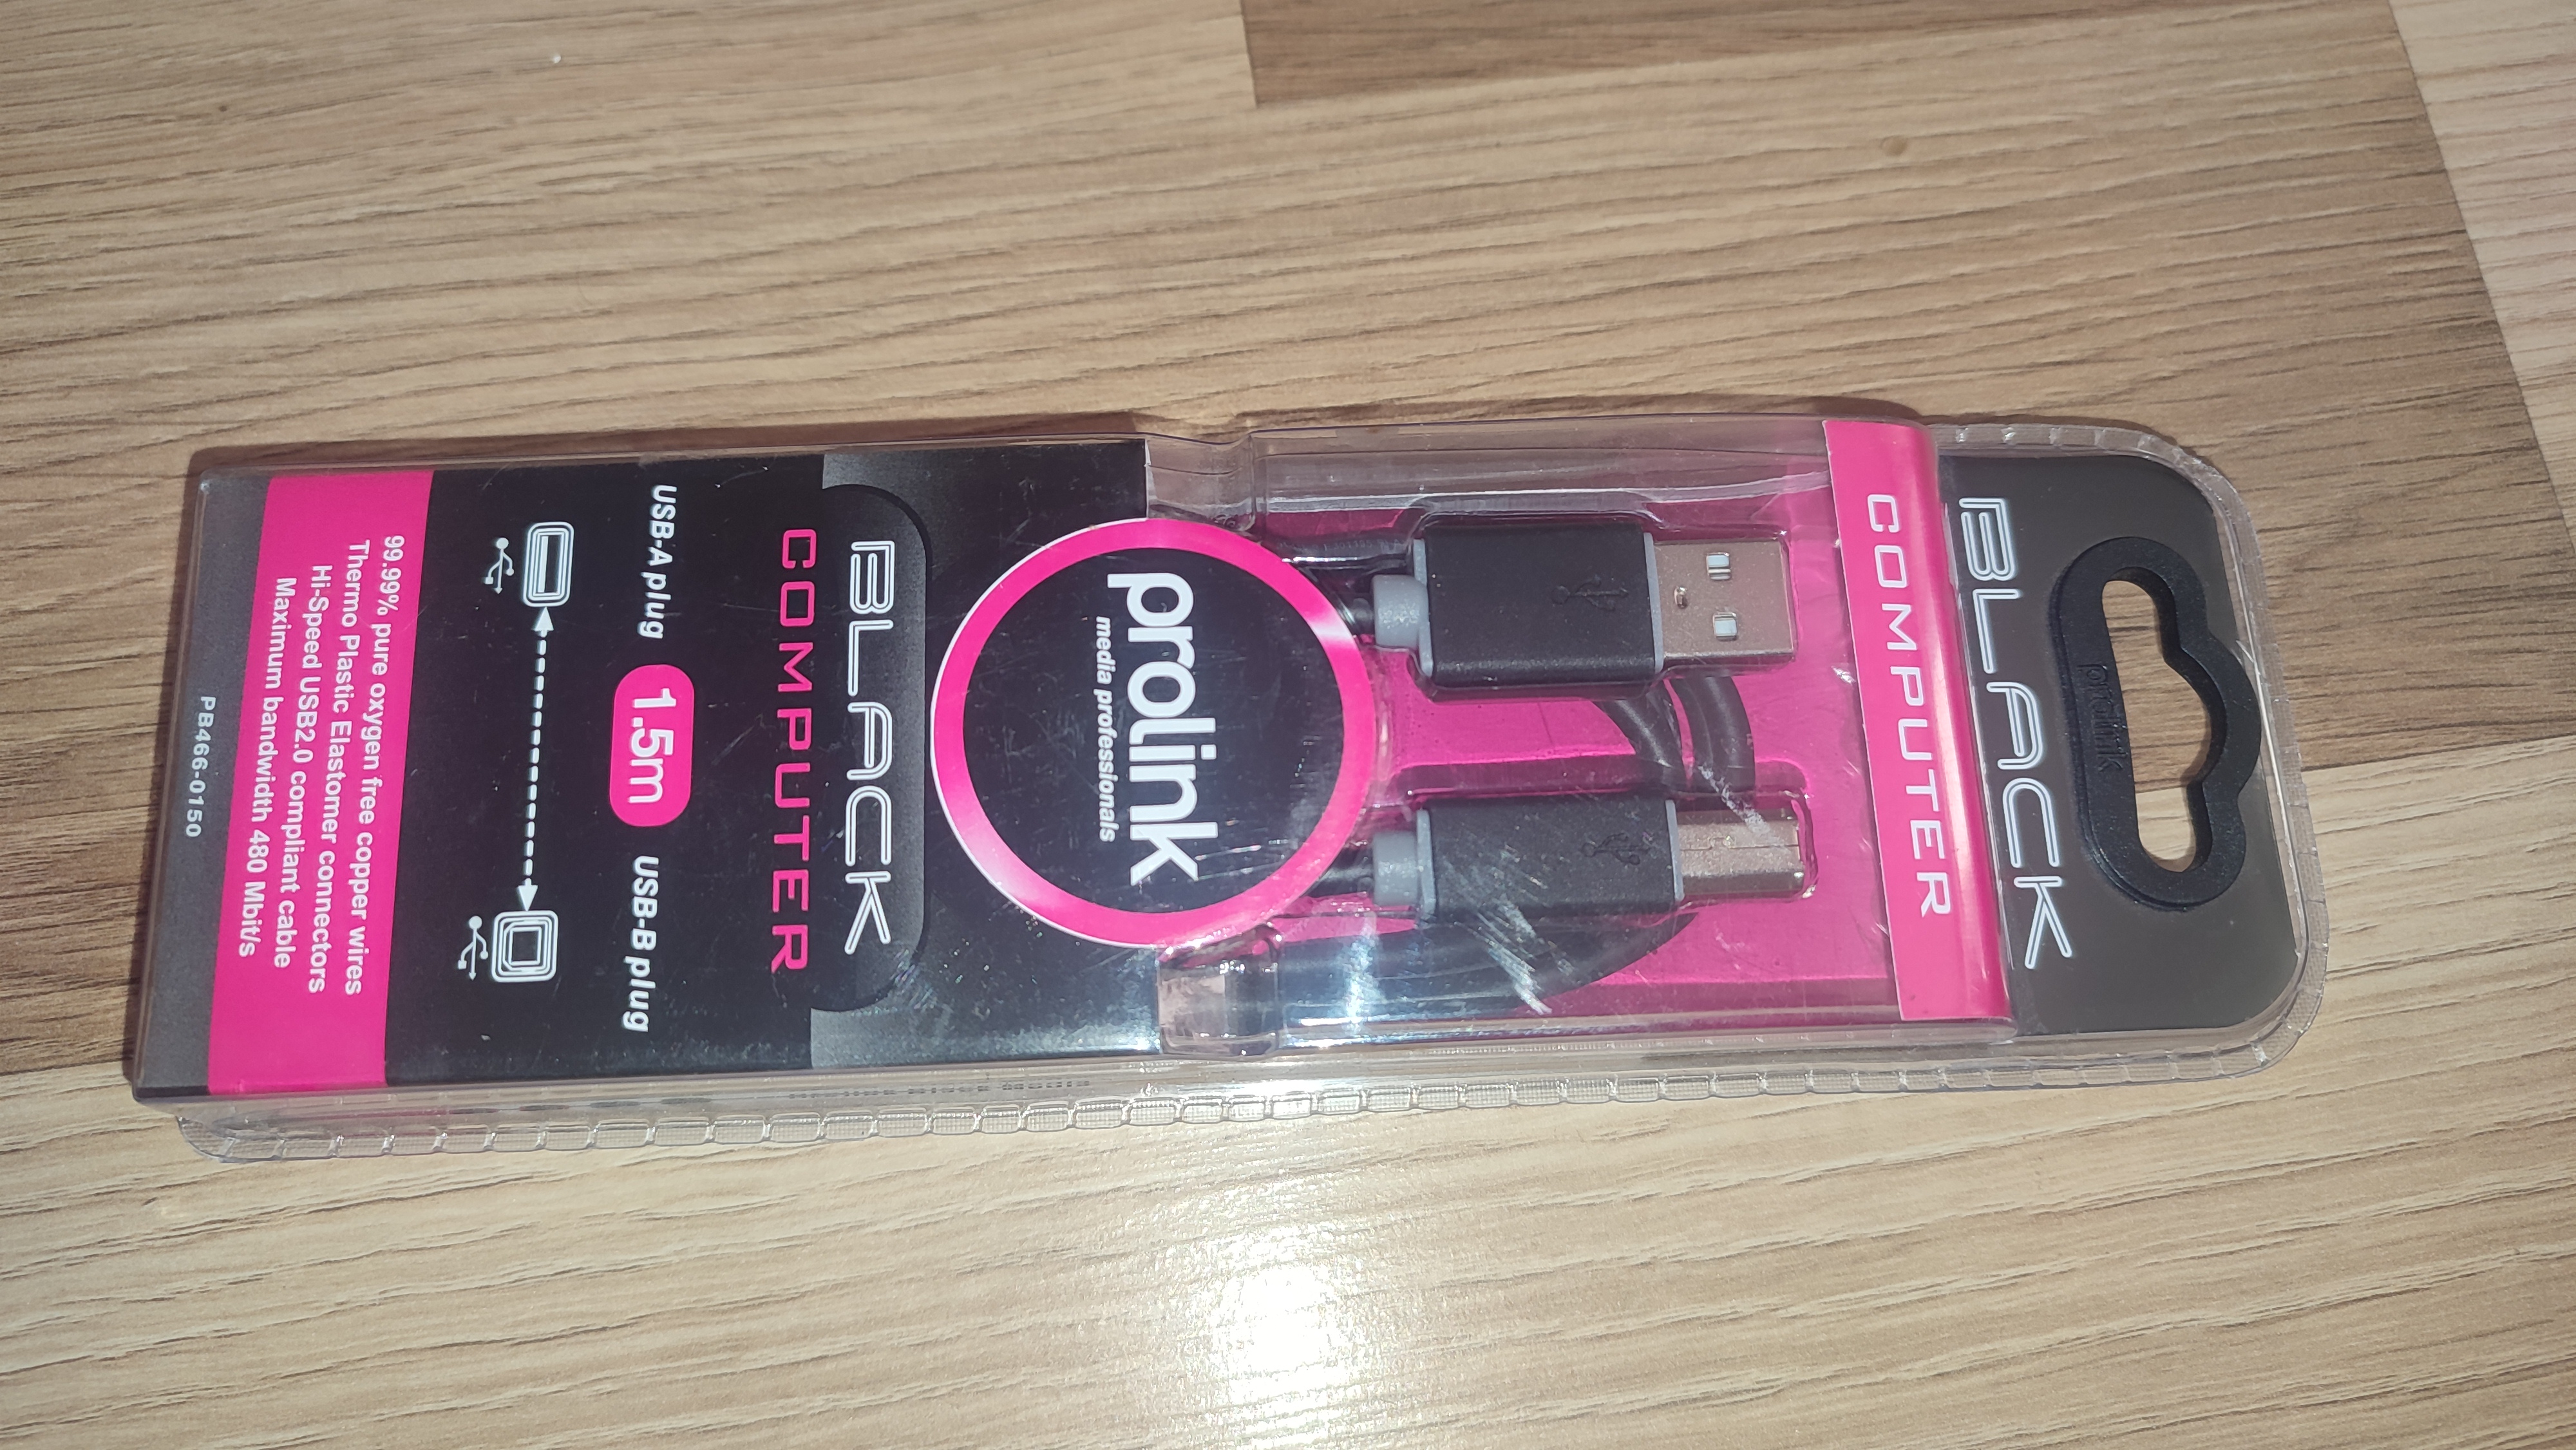 BLACK
COMPUTER
prolink
prolink
media professionals
BLACK
COMPUTER
USB-A plug
1.5m
USB-B plug
99.99% pure oxygen free copper wires
Thermo Plastic Elastomer connectors
Hi-Speed USB2.0 compliant cable
Maximum bandwidth 480 Mbit/s
PB466-0150